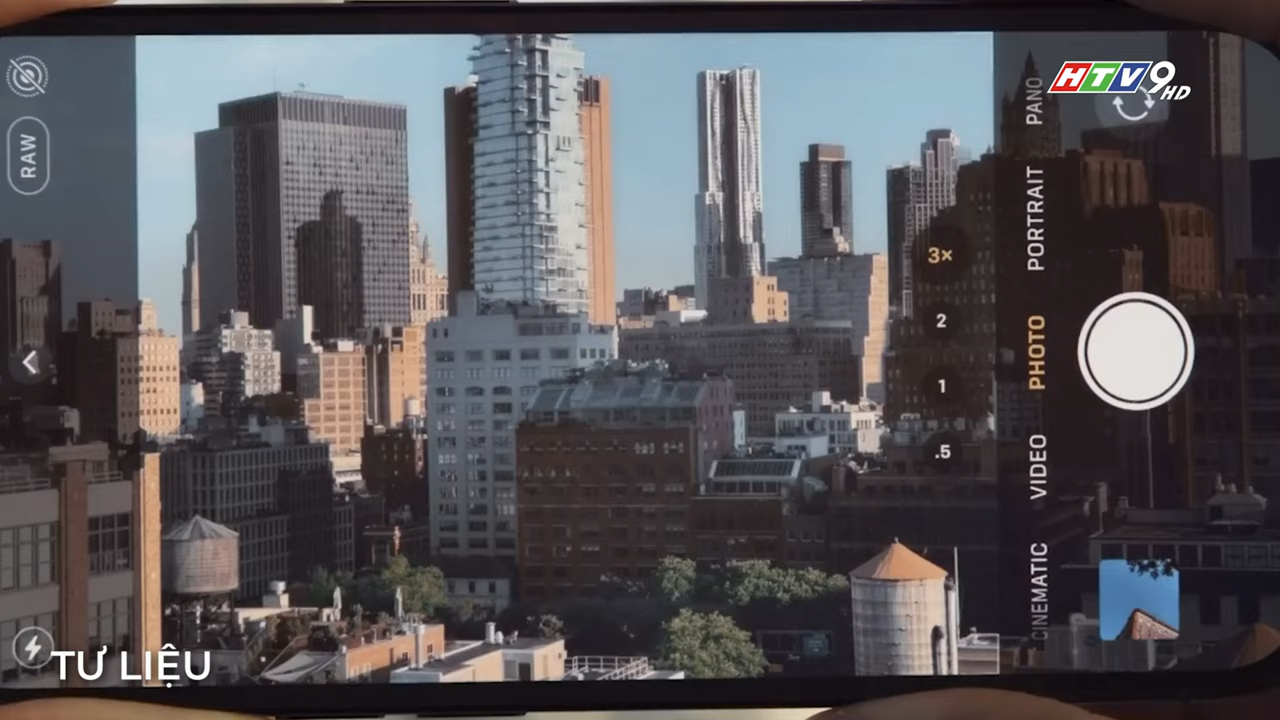 HTV9
HD
RAW
PANO
PORTRAIT
PHOTO
VIDEO
CINEMATIC
3×
2
1
.5
TƯ LIỆU